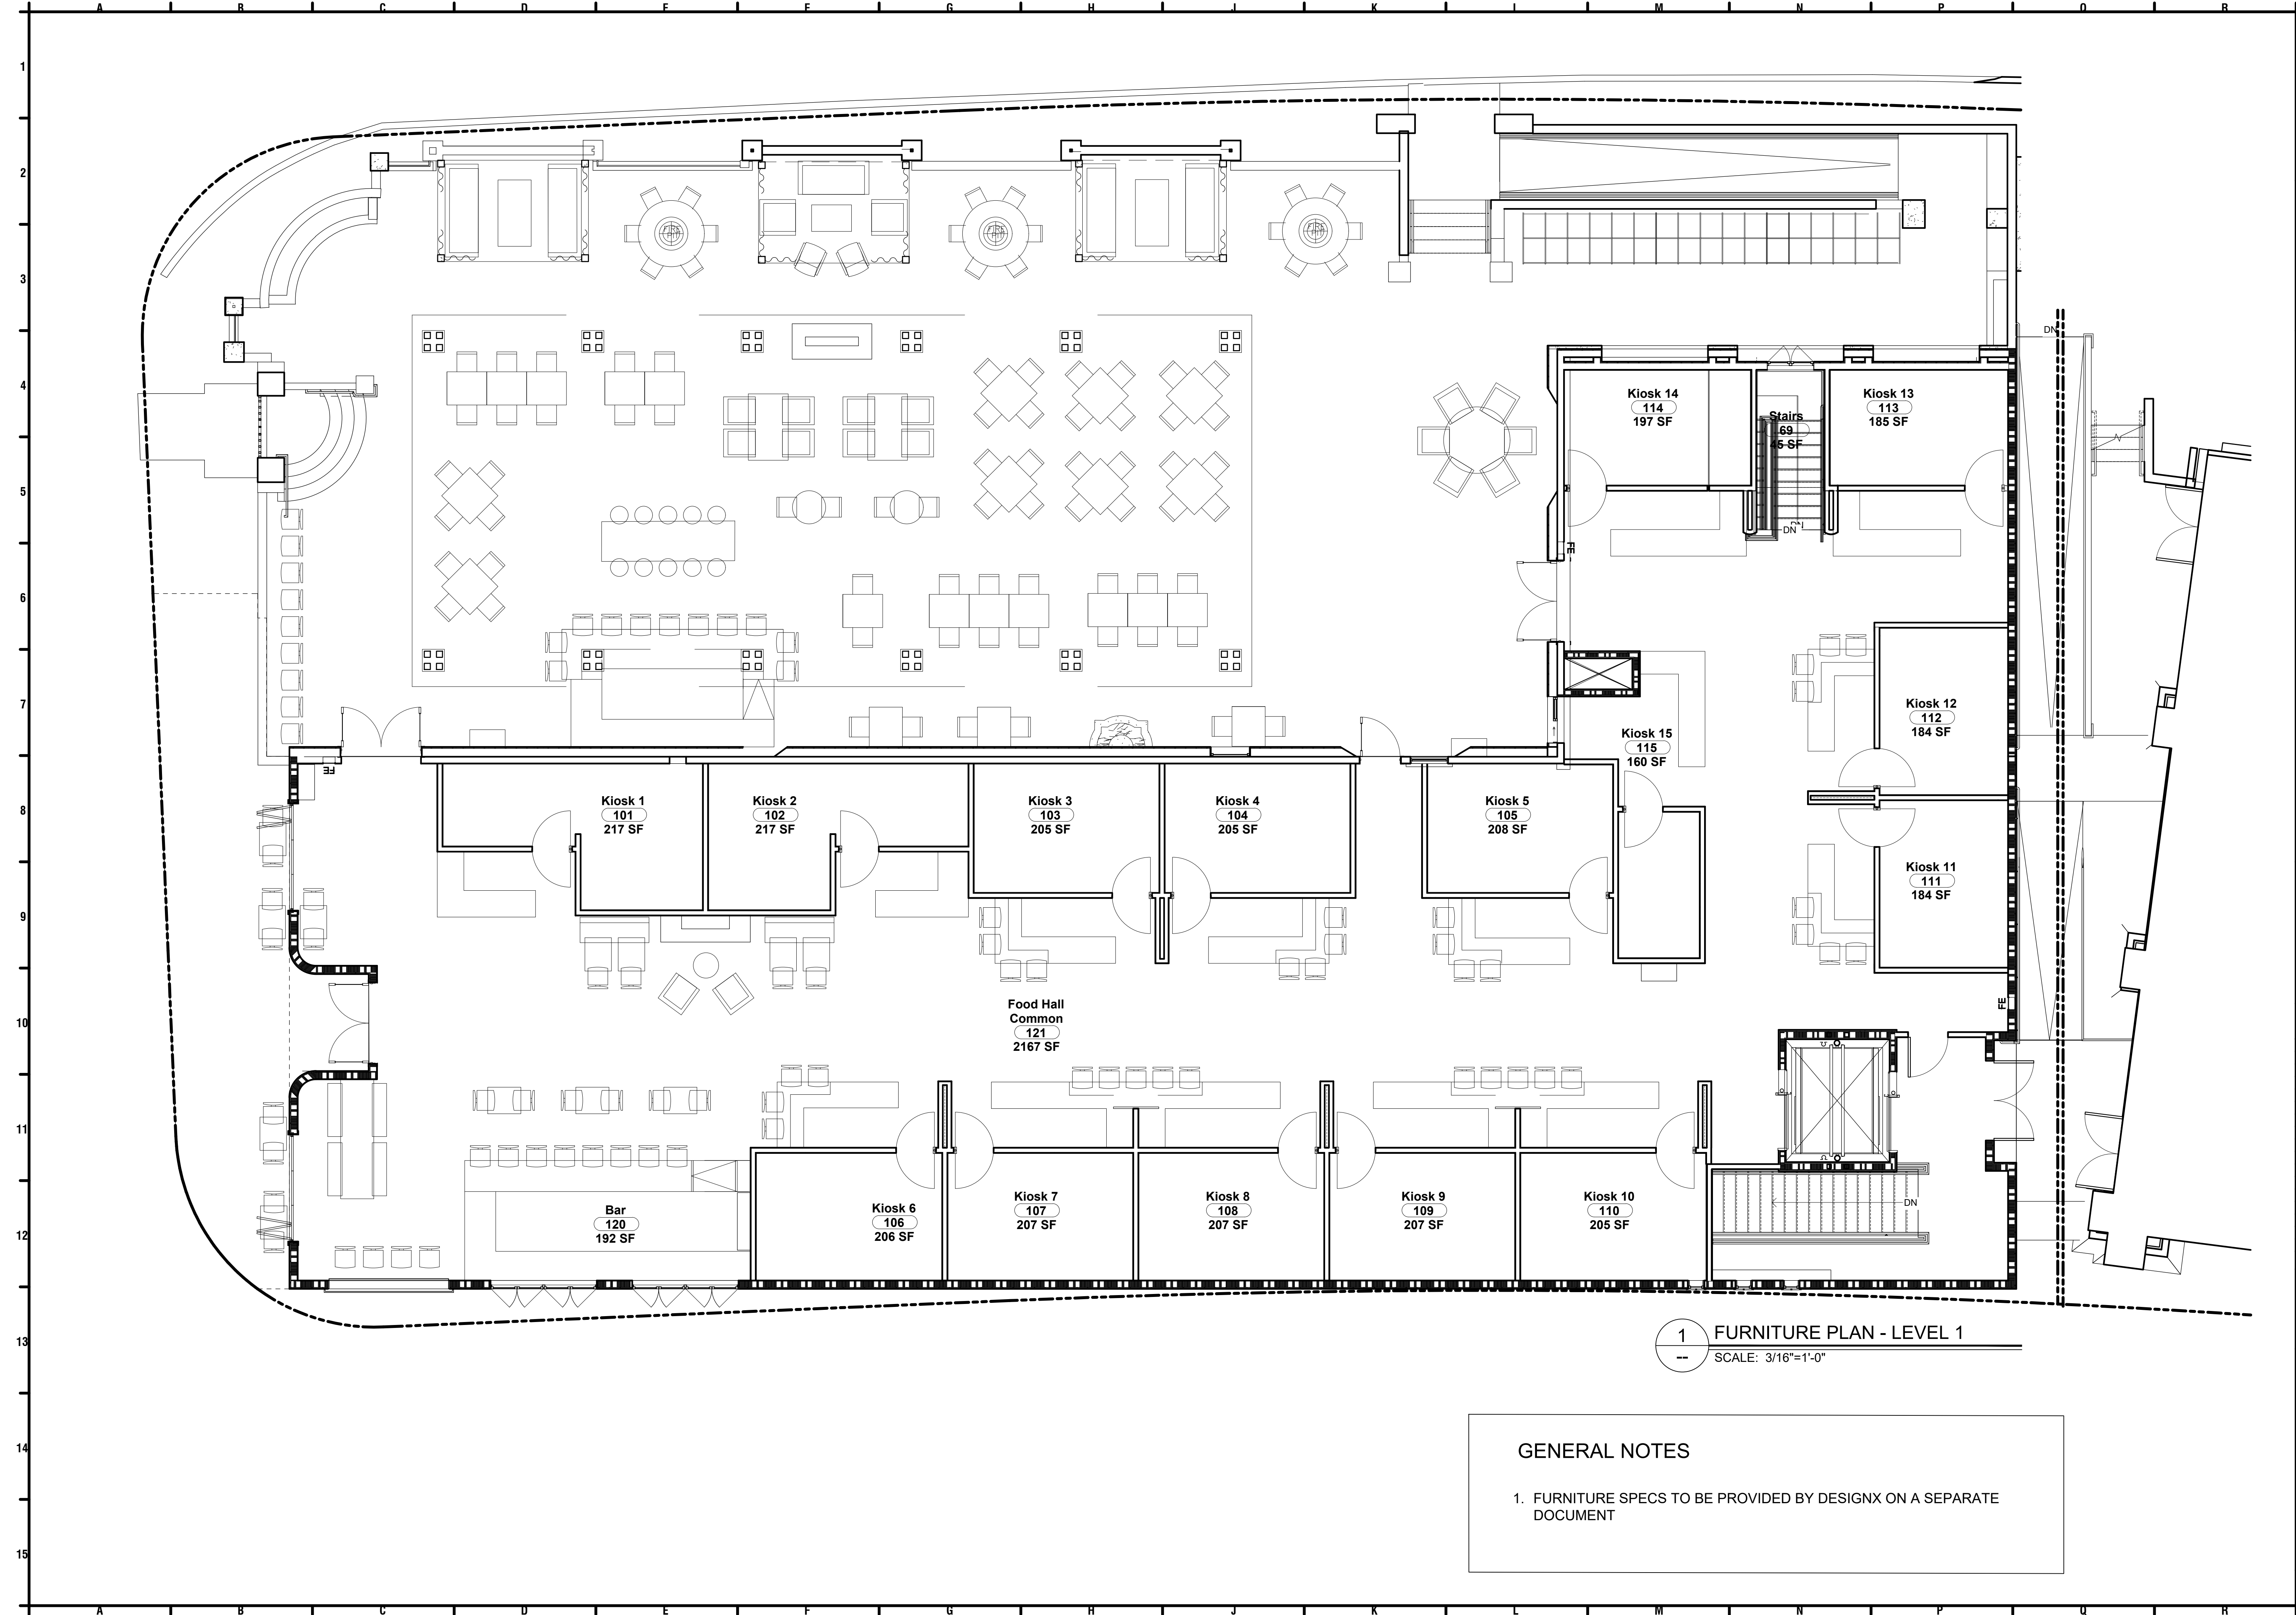 A B C D E F G H J K L M N P Q R
1
2
3
4
5
6
7
8
9
10
11
12
13
14
15
FIRE PIT
FIRE PIT
FIRE PIT
DN
Kiosk 14
114
197 SF
Stairs
69
45 SF
Kiosk 13
113
185 SF
DN
FE
Kiosk 12
112
184 SF
Kiosk 15
115
160 SF
FE
Kiosk 1
101
217 SF
Kiosk 2
102
217 SF
Kiosk 3
103
205 SF
Kiosk 4
104
205 SF
Kiosk 5
105
208 SF
Kiosk 11
111
184 SF
Food Hall
Common
121
2167 SF
FE
Bar
120
192 SF
Kiosk 6
106
206 SF
Kiosk 7
107
207 SF
Kiosk 8
108
207 SF
Kiosk 9
109
207 SF
Kiosk 10
110
205 SF
DN
1
--
FURNITURE PLAN - LEVEL 1
SCALE: 3/16"=1'-0"
GENERAL NOTES
1. FURNITURE SPECS TO BE PROVIDED BY DESIGNX ON A SEPARATE
DOCUMENT
A B C D E F G H J K L M N P Q R